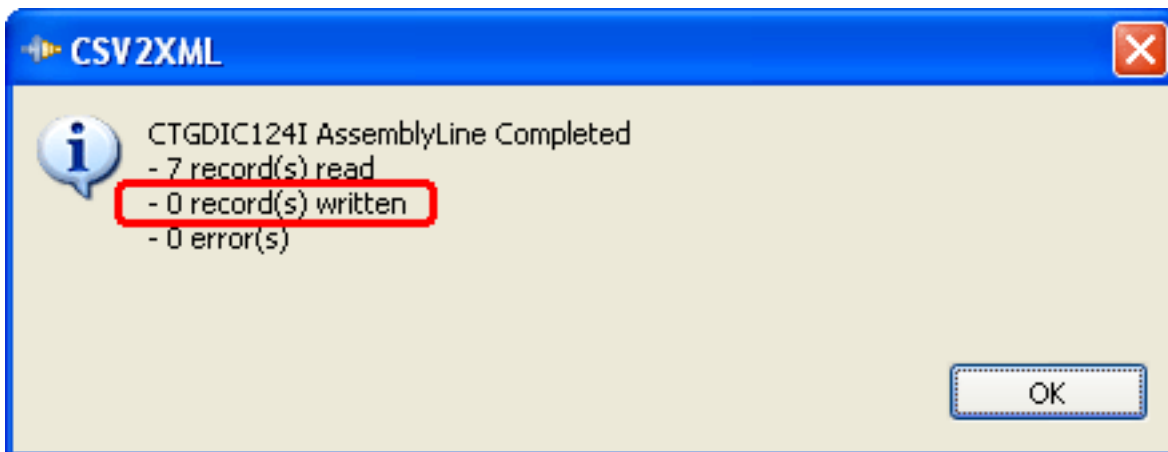 CSV2XML
CTGDIC124I AssemblyLine Completed
- 7 record(s) read
- 0 record(s) written
- 0 error(s)
OK